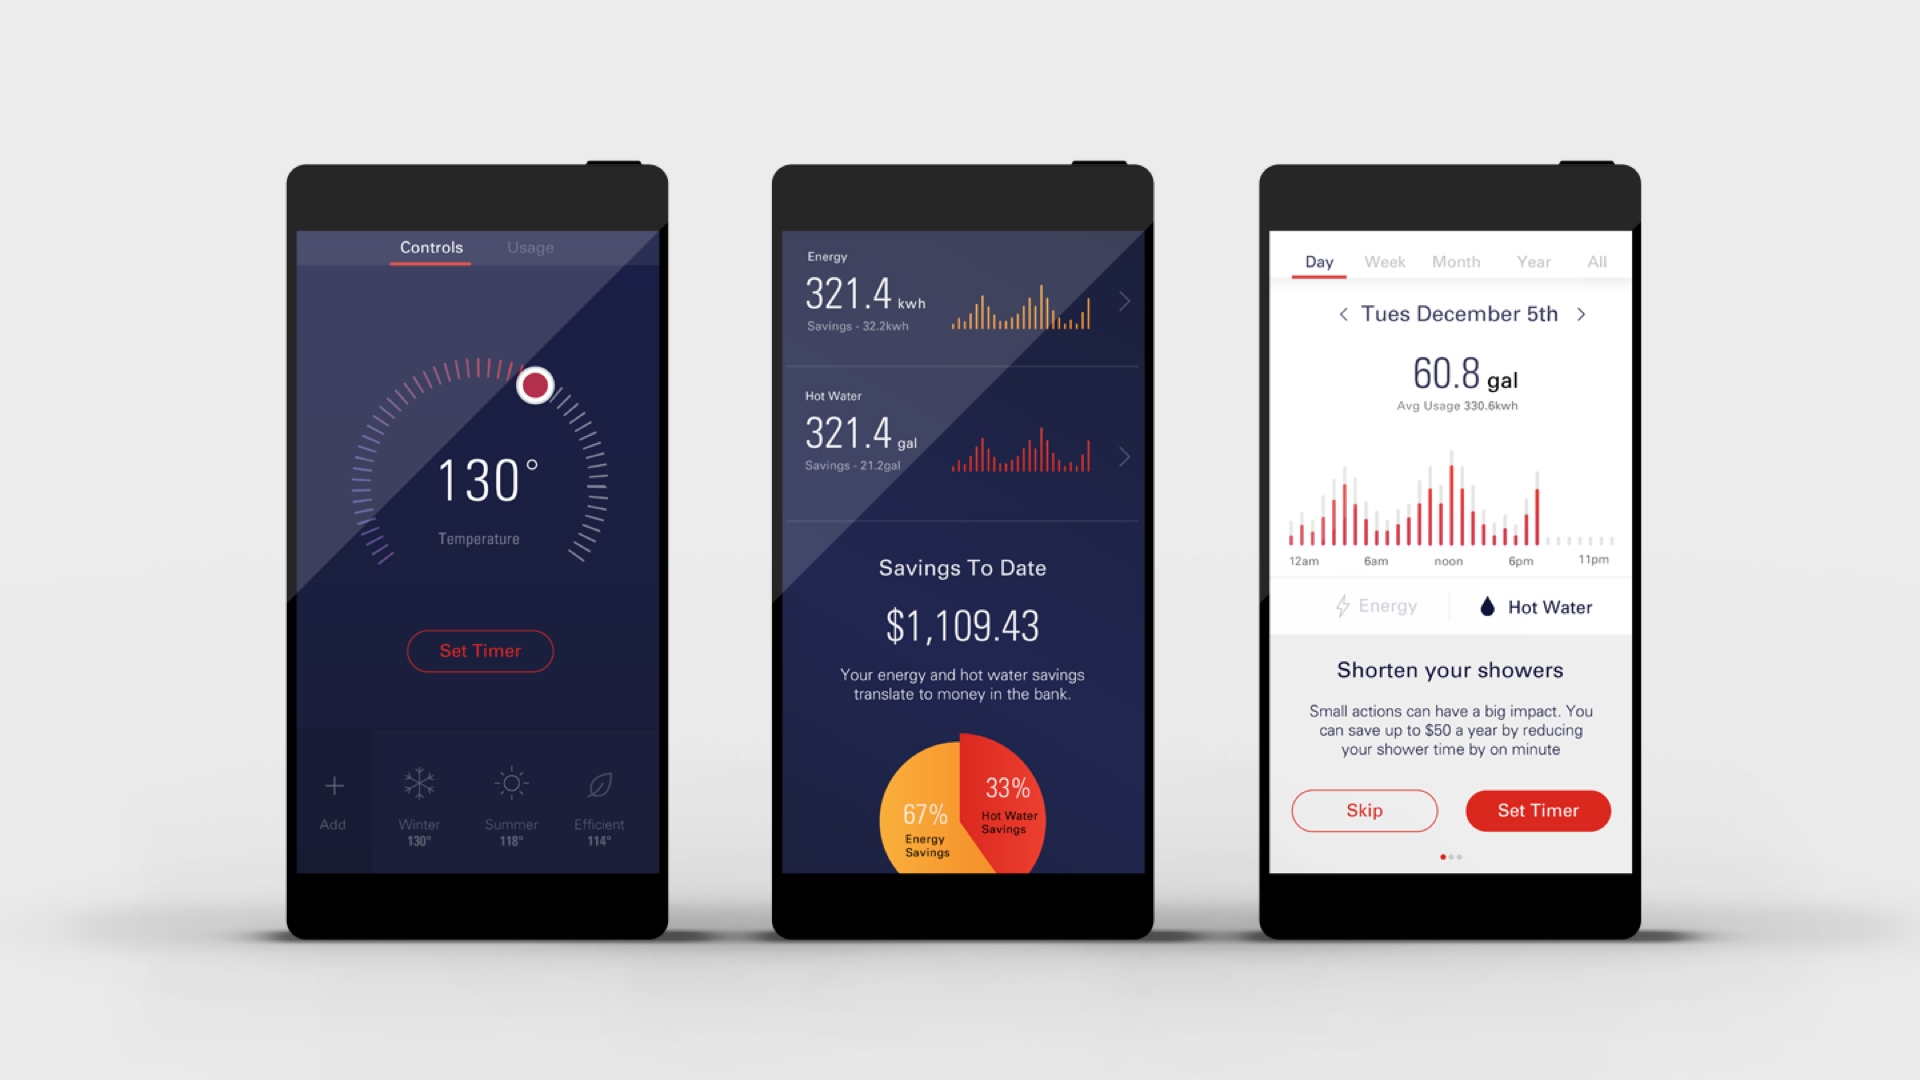 Controls Usage
130°
Temperature
Set Timer
Add
Winter
130°
Summer
118°
Efficient
114°
Energy
321.4 kwh
Savings - 32.2kwh
Hot Water
321.4 gal
Savings - 21.2gal
Savings To Date
$1,109.43
Your energy and hot water savings
translate to money in the bank.
67%
Energy
Savings
33%
Hot Water
Savings
Day Week Month Year All
Tues December 5th
60.8 gal
Avg Usage 330.6kwh
12am 6am noon 6pm 11pm
Energy Hot Water
Shorten your showers
Small actions can have a big impact. You
can save up to $50 a year by reducing
your shower time by on minute
Skip Set Timer